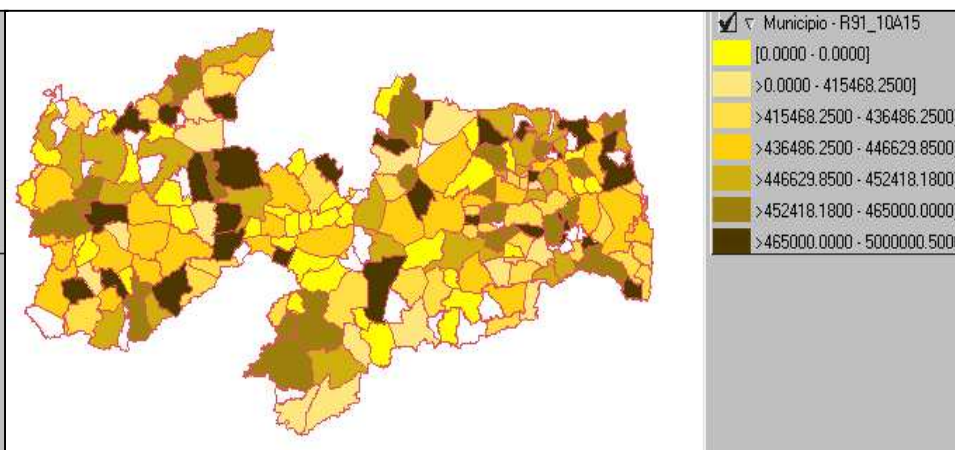 Municipio - R91_10A15
[0.0000 - 0.0000]
>0.0000 - 415468.2500]
>415468.2500 - 436486.2500
>436486.2500 - 446629.8500
>446629.8500 - 452418.1800
>452418.1800 - 465000.0000
>465000.0000 - 5000000.500